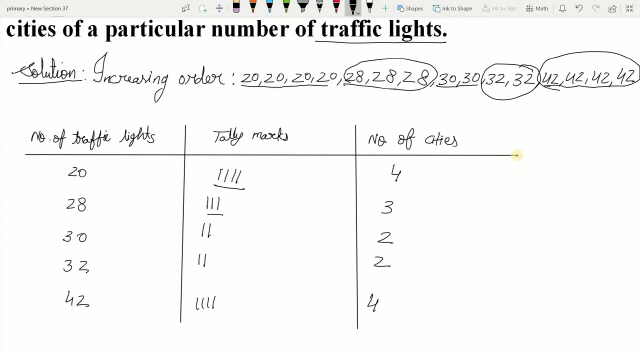 primary • New Section 37
Shapes Ink to Shape Ink to Text Math
cities of a particular number of traffic lights.
Solution: Increasing order: 20,20,20,20,28,28,28,30,30,32,32,42,42,42,42
No. of traffic lights Tally marks No of cities
20 IIII 4
28 III 3
30 II 2
32 II 2
42 IIII 4